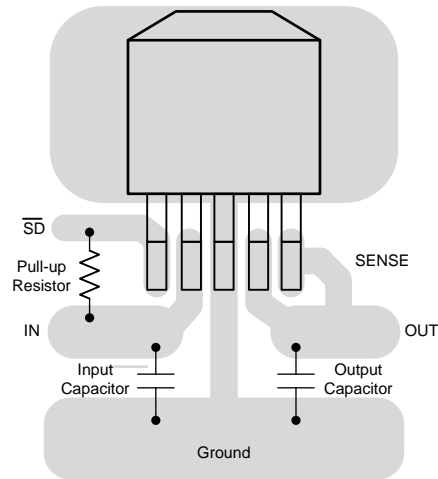 SD
Pull-up
Resistor
SENSE
IN
OUT
Input
Capacitor
Output
Capacitor
Ground